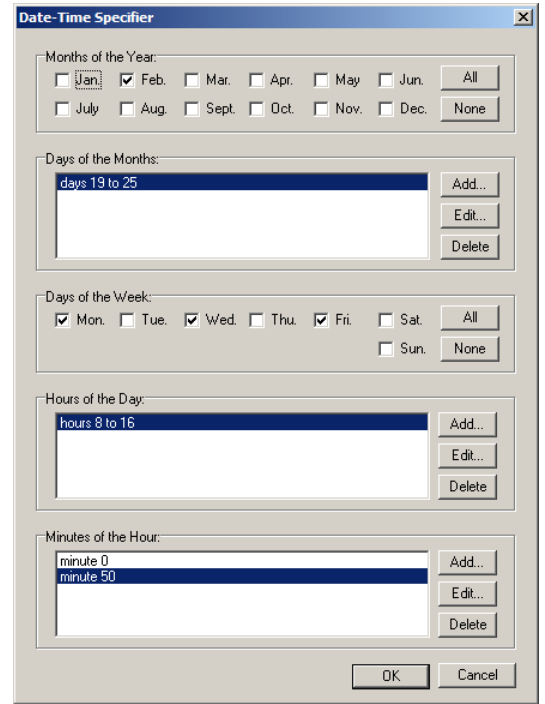 Date-Time Specifier
Months of the Year:
Jan. Feb. Mar. Apr. May Jun. All
July Aug. Sept. Oct. Nov. Dec. None
Days of the Months:
days 19 to 25
Add...
Edit...
Delete
Days of the Week:
Mon. Tue. Wed. Thu. Fri. Sat. All
Sun. None
Hours of the Day:
hours 8 to 16
Add...
Edit...
Delete
Minutes of the Hour:
minute 0
minute 50
Add...
Edit...
Delete
OK Cancel